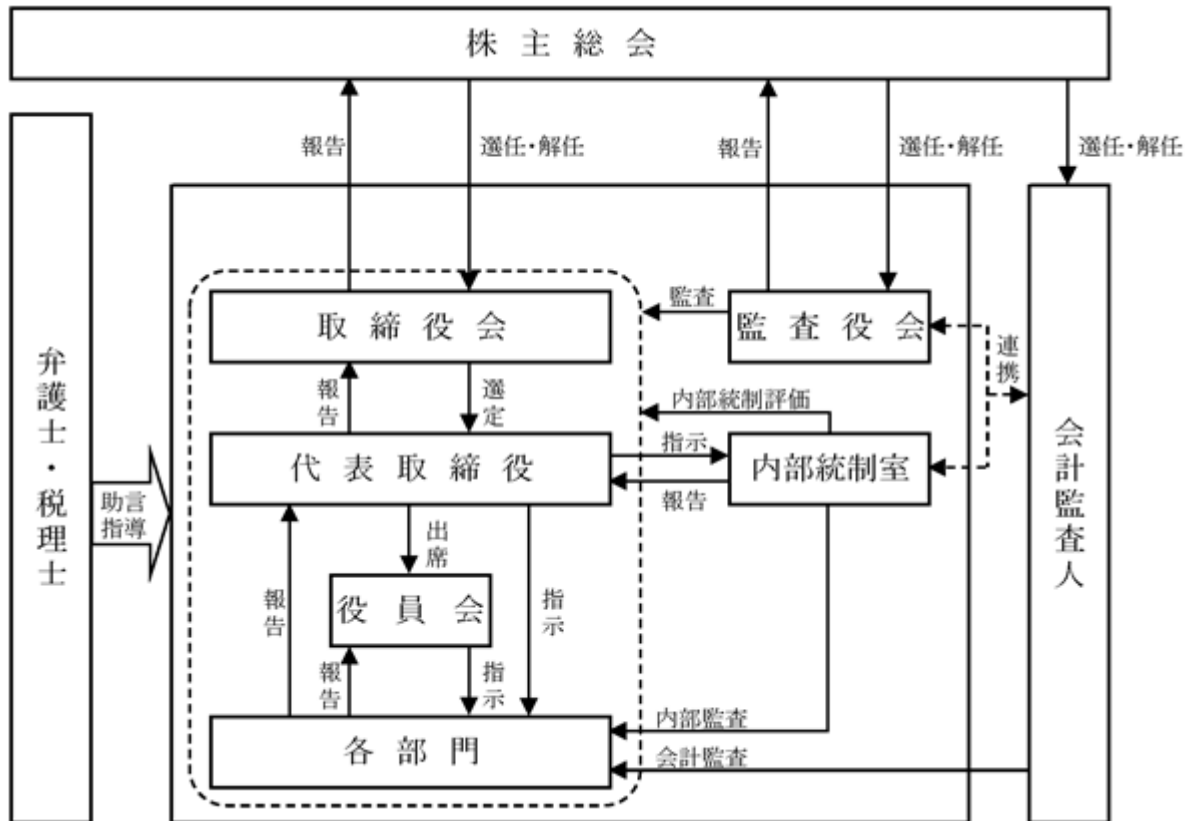 株主総会
報告
選任・解任
報告
選任・解任
選任・解任
弁護士・税理士
助言
指導
取締役会
監査
監査役会
連携
会計監査人
報告
選定
内部統制評価
代表取締役
指示
報告
内部統制室
出席
役員会
報告
指示
報告
指示
各部門
内部監査
会計監査